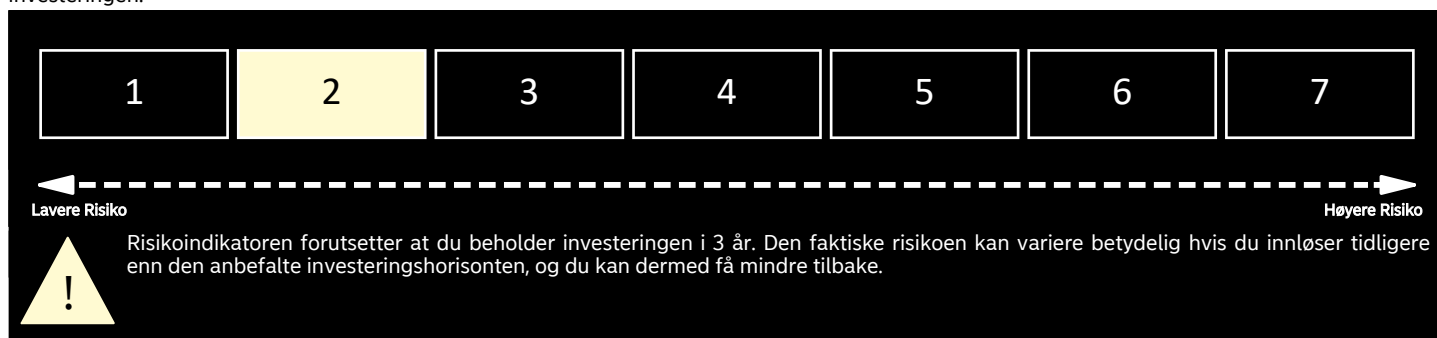 investeringen.
1 2 3 4 5 6 7
Lavere Risiko Høyere Risiko
Risikoindikatoren forutsetter at du beholder investeringen i 3 år. Den faktiske risikoen kan variere betydelig hvis du innløser tidligere
enn den anbefalte investeringshorisonten, og du kan dermed få mindre tilbake.
!